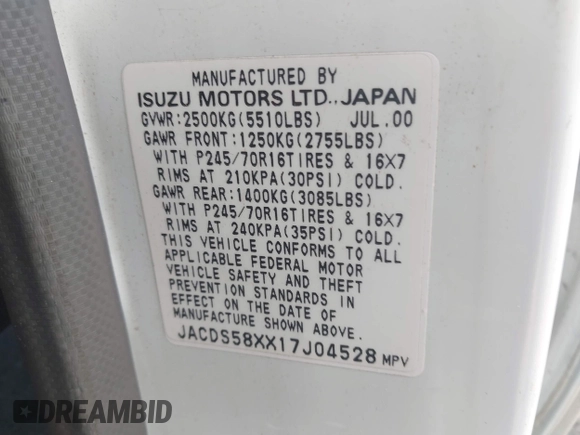 MANUFACTURED BY
ISUZU MOTORS LTD., JAPAN
GVWR:2500KG(5510LBS) JUL.00
GAWR FRONT:1250KG(2755LBS)
WITH P245/70R16TIRES & 16X7
RIMS AT 210KPA(30PSI) COLD.
GAWR REAR:1400KG(3085LBS)
WITH P245/70R16TIRES & 16X7
RIMS AT 240KPA(35PSI) COLD.
THIS VEHICLE CONFORMS TO ALL
APPLICABLE FEDERAL MOTOR
VEHICLE SAFETY AND THEFT
PREVENTION STANDARDS IN
EFFECT ON THE DATE OF
MANUFACTURE SHOWN ABOVE.
JACDS58XX17J04528 MPV
DREAMBID